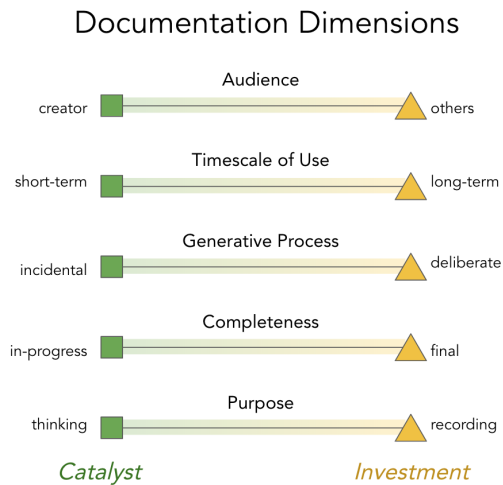 Documentation Dimensions
Audience
creator others
Timescale of Use
short-term long-term
Generative Process
incidental deliberate
Completeness
in-progress final
Purpose
thinking recording
Catalyst Investment